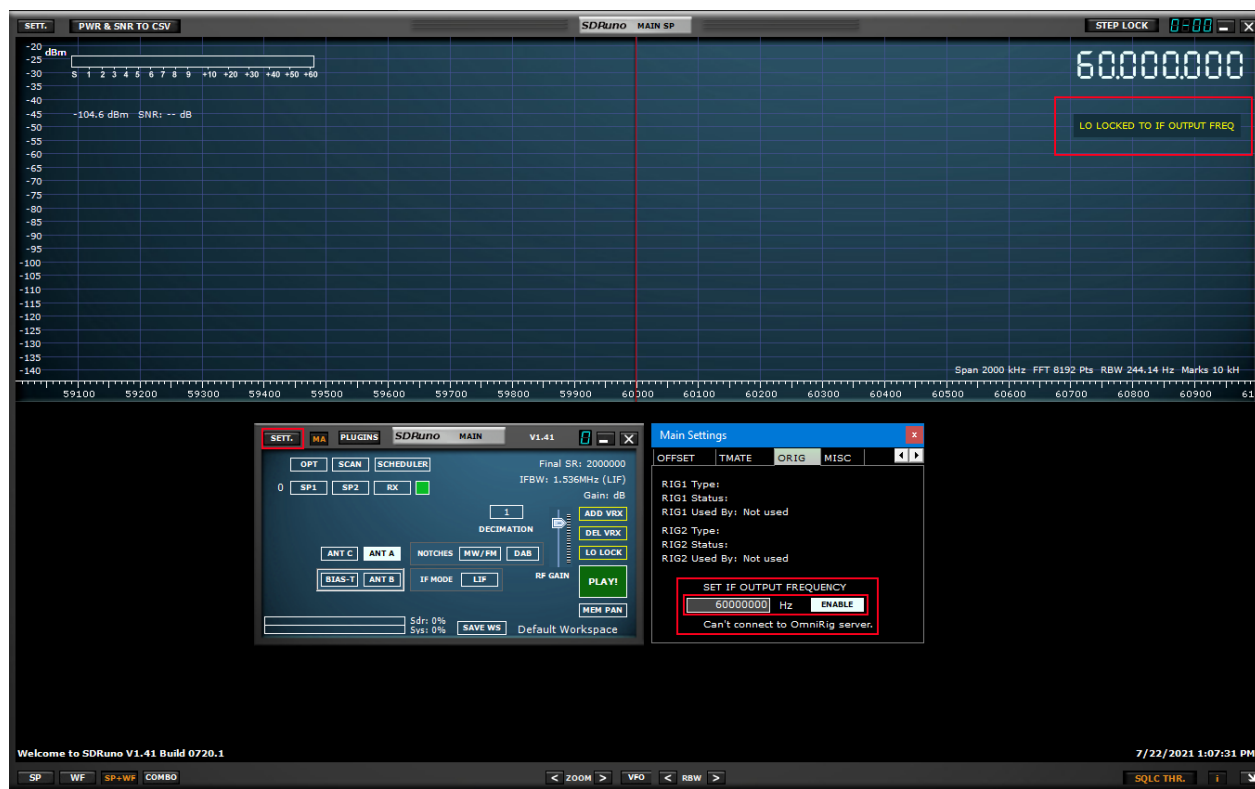 SETT. PWR & SNR TO CSV SDRuno MAIN SP STEP LOCK 0-00
-20 dBm
-25
-30 S 1 2 3 4 5 6 7 8 9 +10 +20 +30 +40 +50 +60
60.000.000
-35
-40
-45 -104.6 dBm SNR: -- dB
LO LOCKED TO IF OUTPUT FREQ
-50
-55
-60
-65
-70
-75
-80
-85
-90
-95
-100
-105
-110
-115
-120
-125
-130
-135
-140 Span 2000 kHz FFT 8192 Pts RBW 244.14 Hz Marks 10 kH
59100 59200 59300 59400 59500 59600 59700 59800 59900 60000 60100 60200 60300 60400 60500 60600 60700 60800 60900 61
SETT. MA PLUGINS SDRuno MAIN V1.41 0 X
OPT SCAN SCHEDULER Final SR: 2000000
0 SP1 SP2 RX IFBW: 1.536MHz (LIF)
Gain: dB
1 ADD VRX
DECIMATION DEL VRX
ANT C ANT A NOTCHES MW/FM DAB LO LOCK
BIAS-T ANT B IF MODE LIF RF GAIN PLAY!
MEM PAN
Sdr: 0%
Sys: 0% SAVE WS Default Workspace
Main Settings x
OFFSET TMATE ORIG MISC
RIG1 Type:
RIG1 Status:
RIG1 Used By: Not used
RIG2 Type:
RIG2 Status:
RIG2 Used By: Not used
SET IF OUTPUT FREQUENCY
60000000 Hz ENABLE
Can't connect to OmniRig server.
Welcome to SDRuno V1.41 Build 0720.1 7/22/2021 1:07:31 PM
SP WF SP+WF COMBO < ZOOM > VFO < RBW > SQLC THR. i